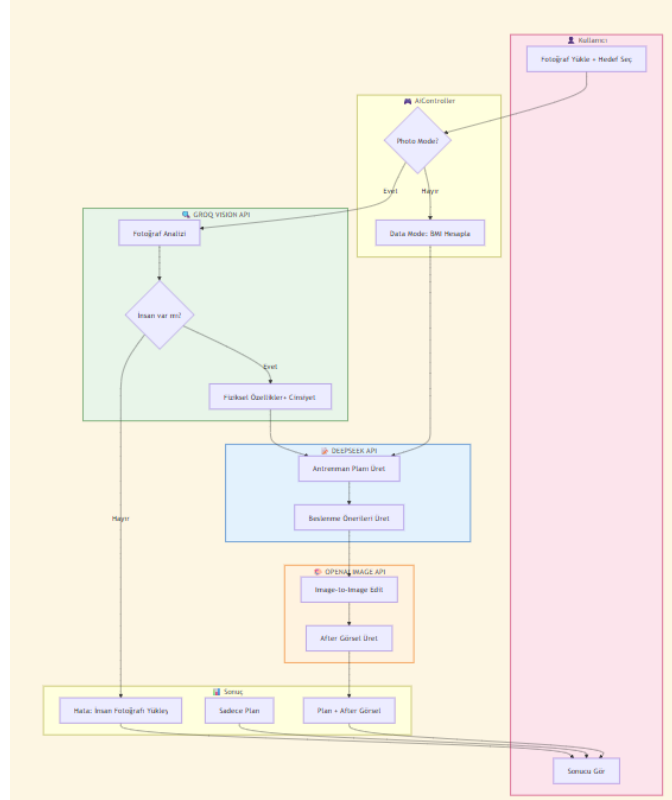 Kullanıcı
Fotoğraf Yükle + Hedef Seç
AIController
Photo Mode?
Evet
Hayır
GROQ VISION API
Fotoğraf Analizi
Data Mode: BMI Hesapla
İnsan var mı?
Evet
Fiziksel Özellikler+ Cinsiyet
DEEPSEEK API
Antrenman Planı Üret
Beslenme Önerileri Üret
Hayır
OPENAI IMAGE API
Image-to-Image Edit
After Görsel Üret
Sonuç
Hata: İnsan Fotoğrafı Yükleş
Sadece Plan
Plan + After Görsel
Sonucu Gör